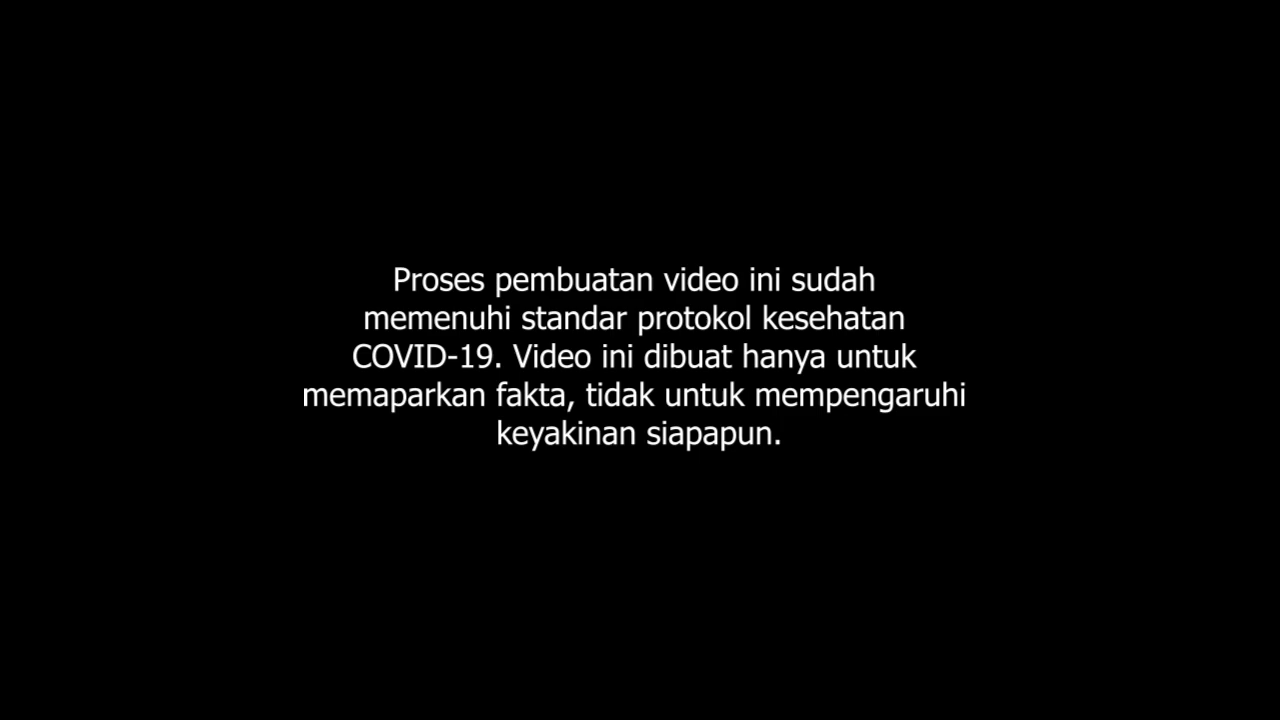 Proses pembuatan video ini sudah
memenuhi standar protokol kesehatan
COVID-19. Video ini dibuat hanya untuk
memaparkan fakta, tidak untuk mempengaruhi
keyakinan siapapun.